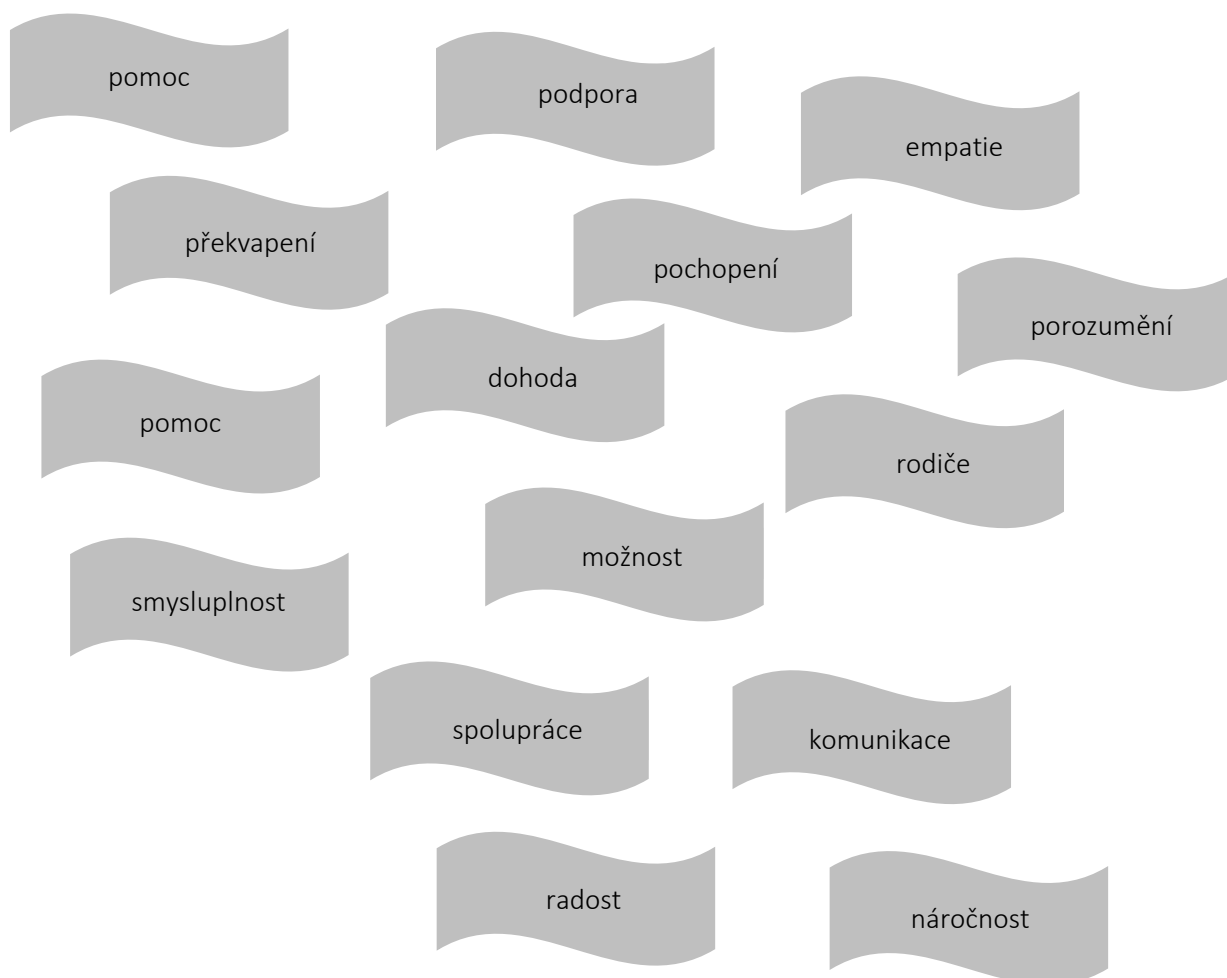 pomoc
podpora
empatie
překvapení
pochopení
porozumění
dohoda
pomoc
rodiče
možnost
smysluplnost
spolupráce
komunikace
radost
náročnost